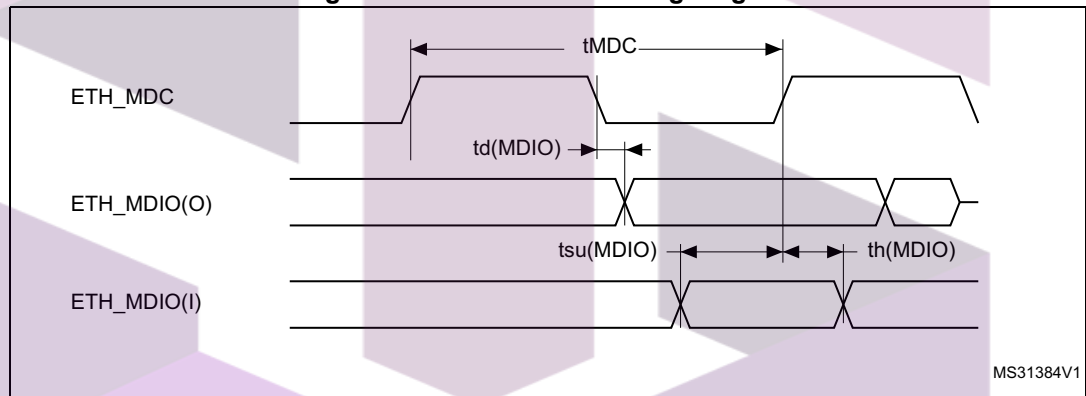 tMDC
ETH_MDC
td(MDIO)
ETH_MDIO(O)
tsu(MDIO)
th(MDIO)
ETH_MDIO(I)
MS31384V1